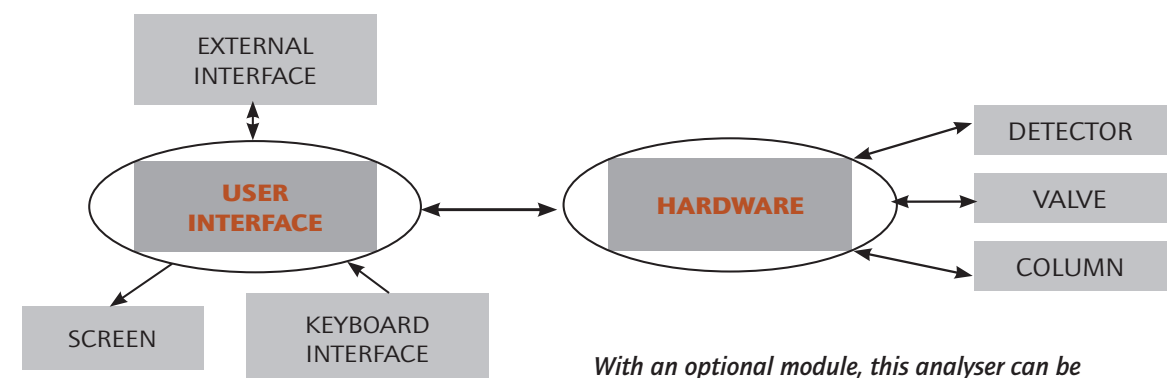 EXTERNAL
INTERFACE
USER
INTERFACE
HARDWARE
DETECTOR
VALVE
COLUMN
SCREEN
KEYBOARD
INTERFACE
With an optional module, this analyser can be